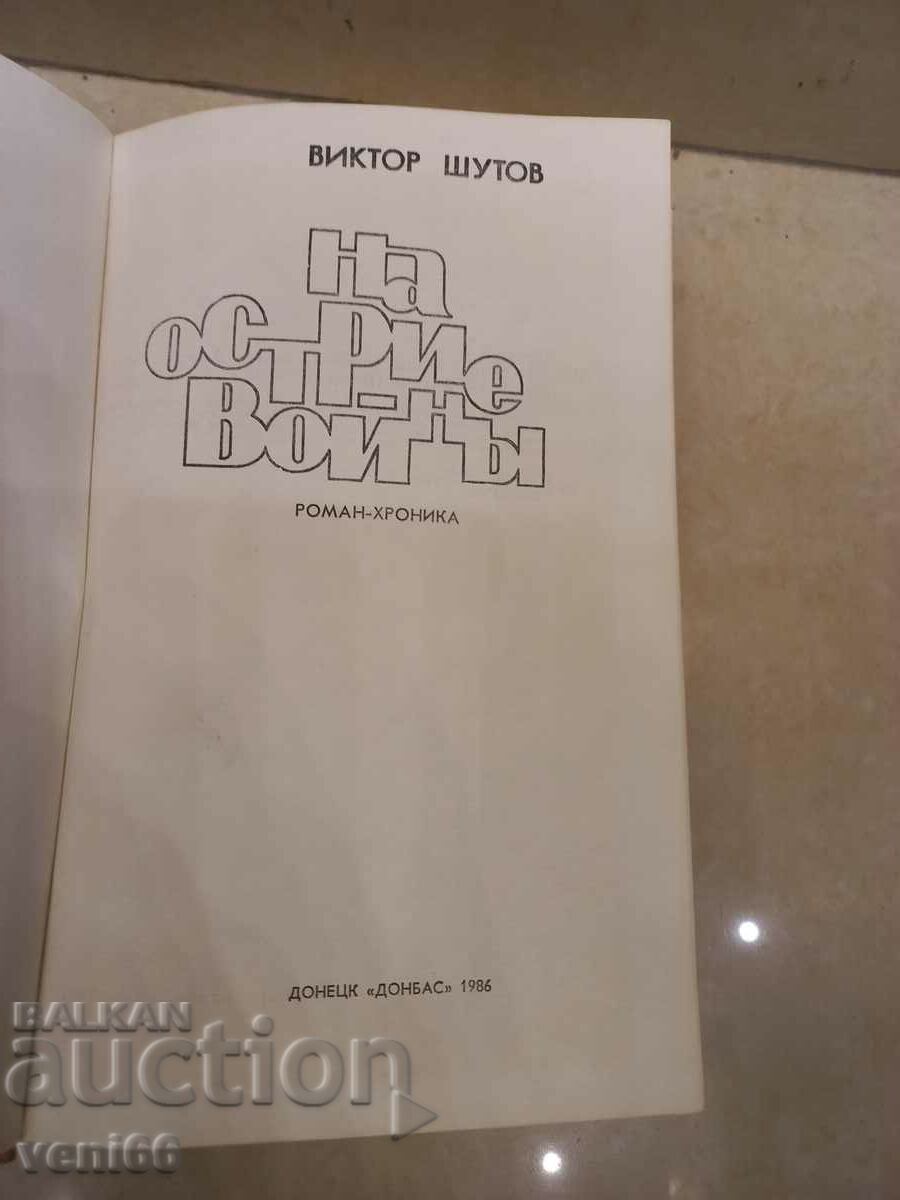 ВИКТОР ШУТОВ
На
острие
Войны
РОМАН-ХРОНИКА
ДОНЕЦК «ДОНБАС» 1986
BALKAN
auction
veni66